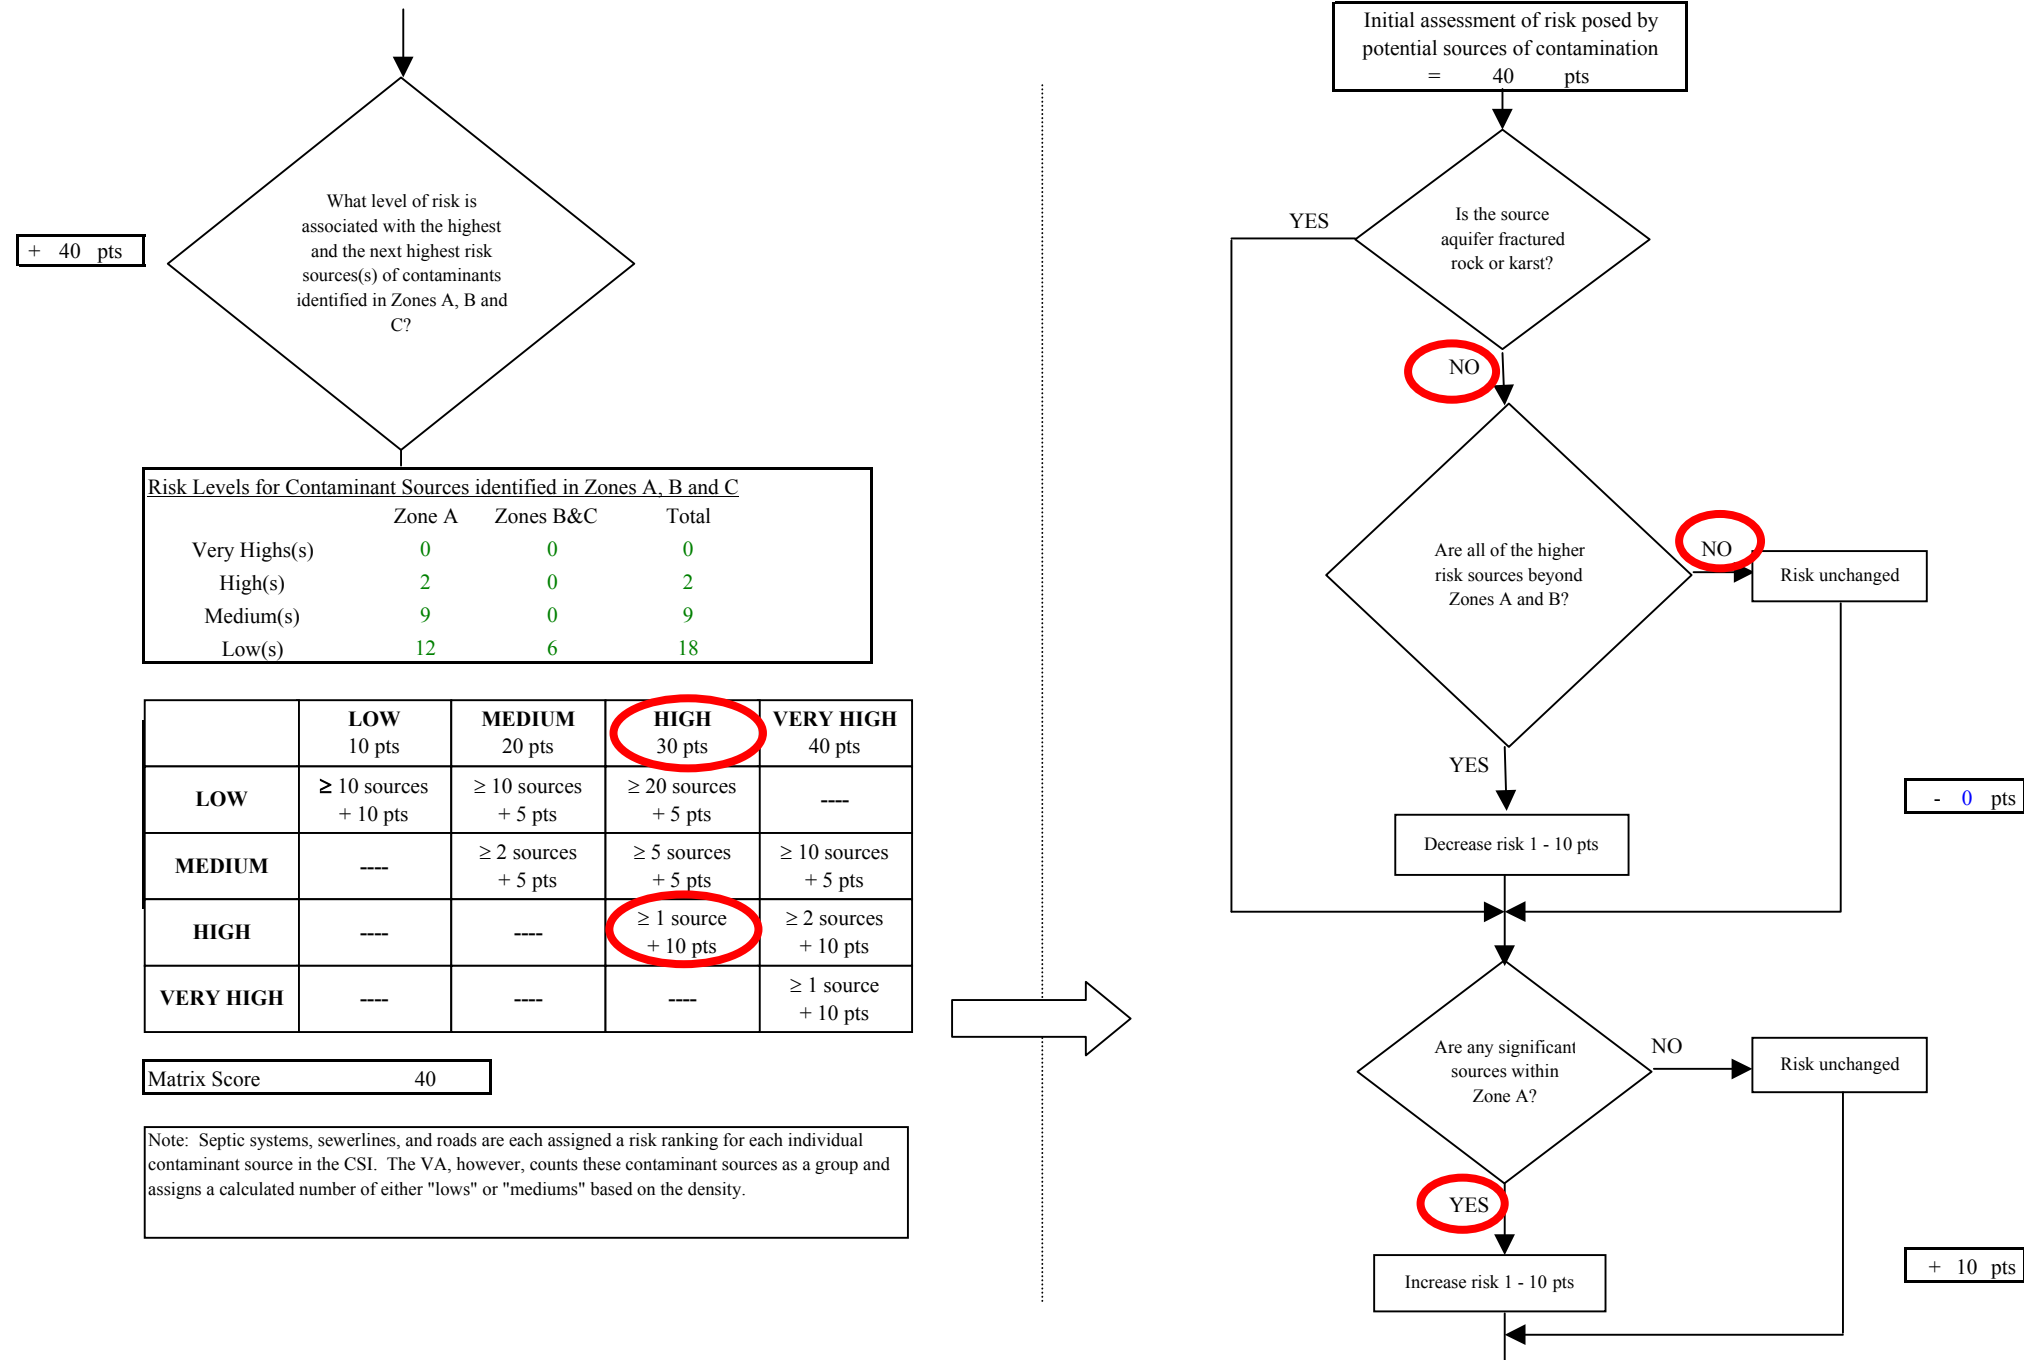 What level of risk is
associated with the highest
and the next highest risk
sources(s) of contaminants
identified in Zones A, B and
C?
+ 40 pts
Risk Levels for Contaminant Sources identified in Zones A, B and C
Zone A Zones B&C Total
Very Highs(s) 0 0 0
High(s) 2 0 2
Medium(s) 9 0 9
Low(s) 12 6 18
LOW MEDIUM HIGH VERY HIGH
10 pts 20 pts 30 pts 40 pts
LOW ≥ 10 sources ≥ 10 sources ≥ 20 sources ----
+ 10 pts + 5 pts + 5 pts
MEDIUM ---- ≥ 2 sources ≥ 5 sources ≥ 10 sources
+ 5 pts + 5 pts + 5 pts
HIGH ---- ---- ≥ 1 source ≥ 2 sources
+ 10 pts + 10 pts
VERY HIGH ---- ---- ---- ≥ 1 source
+ 10 pts
Matrix Score 40
Note: Septic systems, sewerlines, and roads are each assigned a risk ranking for each individual
contaminant source in the CSI. The VA, however, counts these contaminant sources as a group and
assigns a calculated number of either "lows" or "mediums" based on the density.
Initial assessment of risk posed by
potential sources of contamination
= 40 pts
Is the source
aquifer fractured
rock or karst?
YES
NO
Are all of the higher
risk sources beyond
Zones A and B?
NO
Risk unchanged
YES
Decrease risk 1 - 10 pts
- 0 pts
Are any significant
sources within
Zone A?
NO
Risk unchanged
YES
Increase risk 1 - 10 pts
+ 10 pts